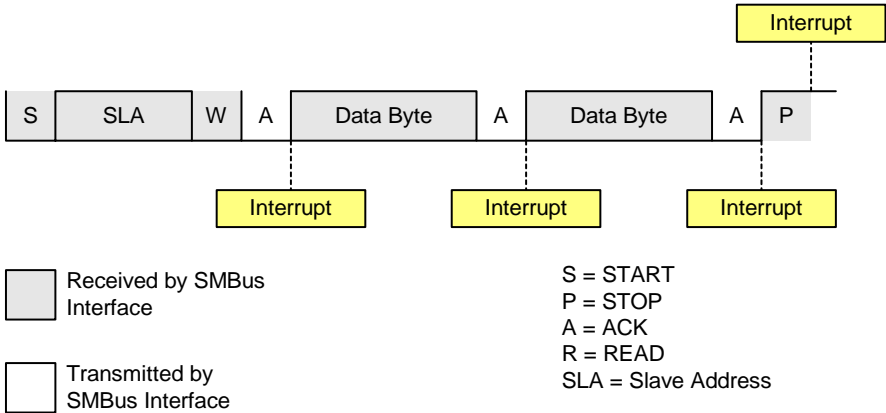 Interrupt
S SLA W A Data Byte A Data Byte A P
Interrupt Interrupt Interrupt
Received by SMBus
Interface
Transmitted by
SMBus Interface
S = START
P = STOP
A = ACK
R = READ
SLA = Slave Address